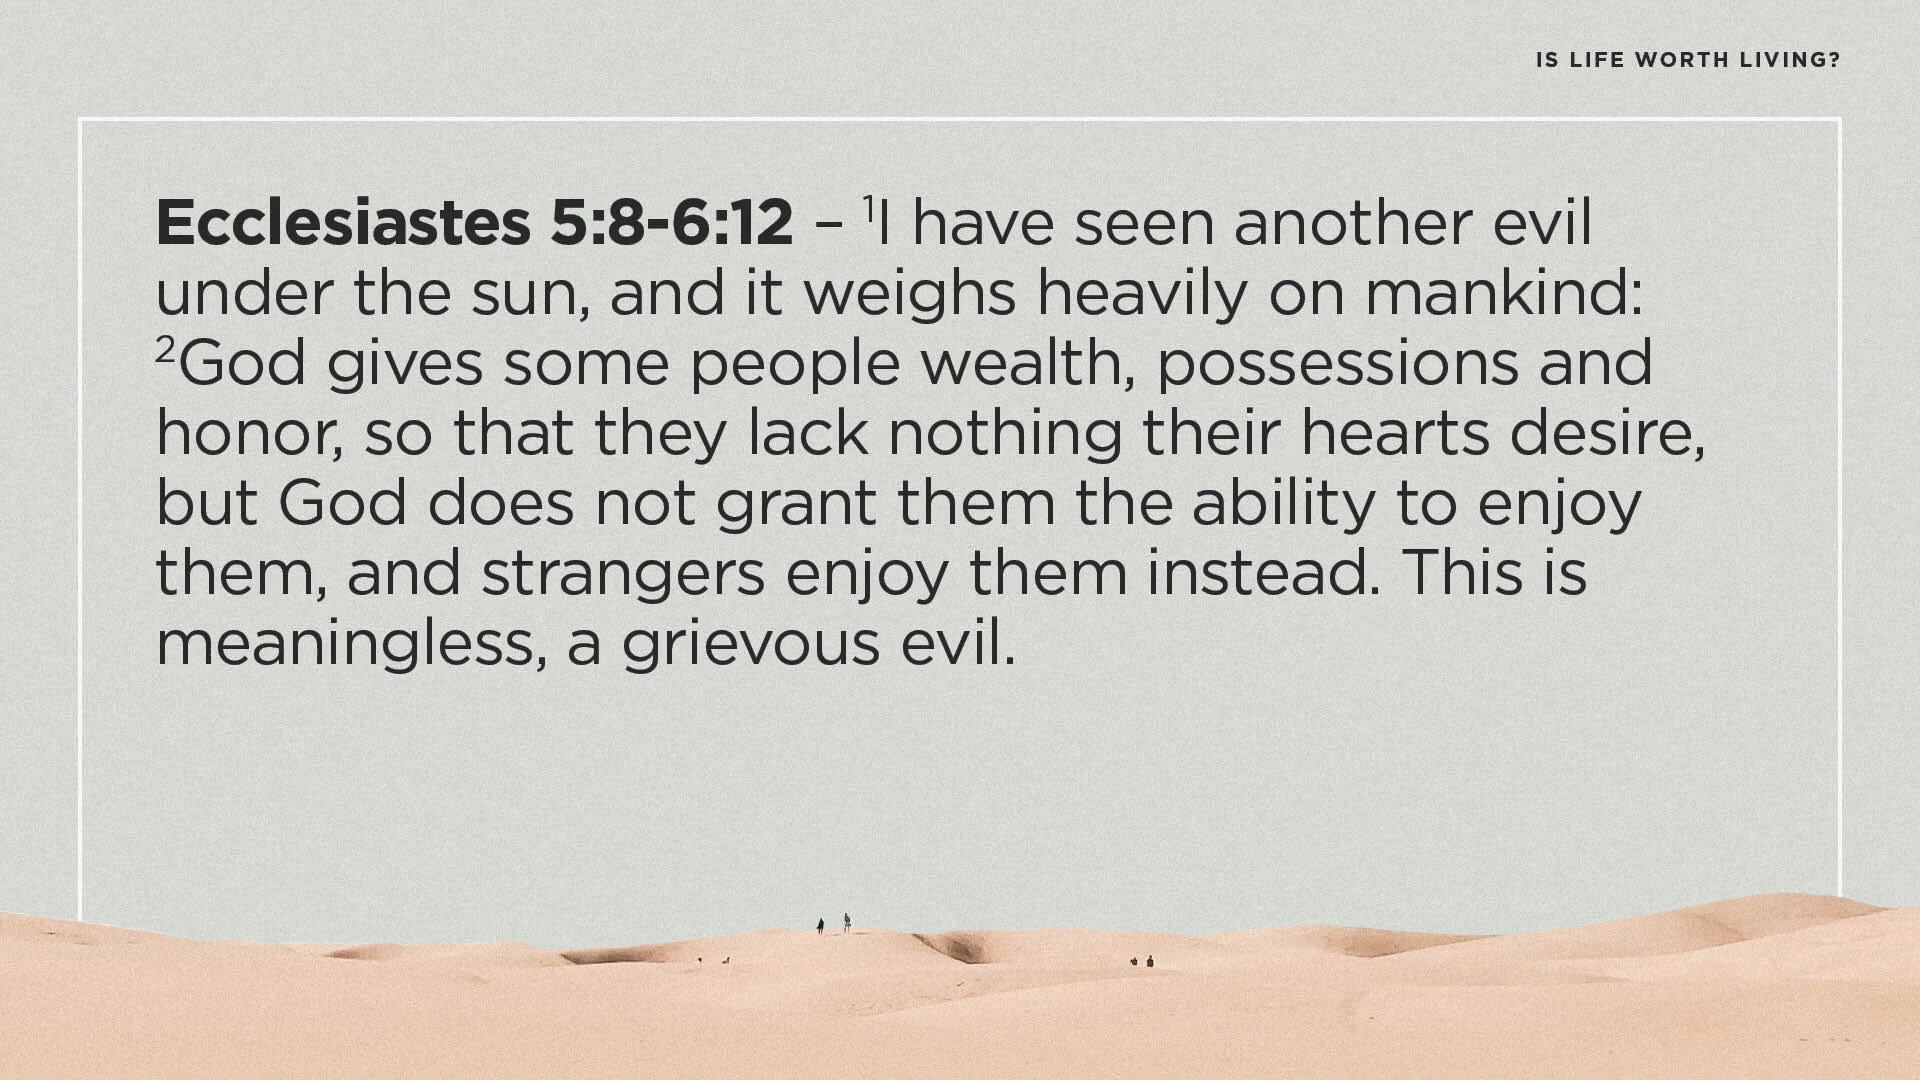 IS LIFE WORTH LIVING?
Ecclesiastes 5:8-6:12 – ¹I have seen another evil
under the sun, and it weighs heavily on mankind:
²God gives some people wealth, possessions and
honor, so that they lack nothing their hearts desire,
but God does not grant them the ability to enjoy
them, and strangers enjoy them instead. This is
meaningless, a grievous evil.